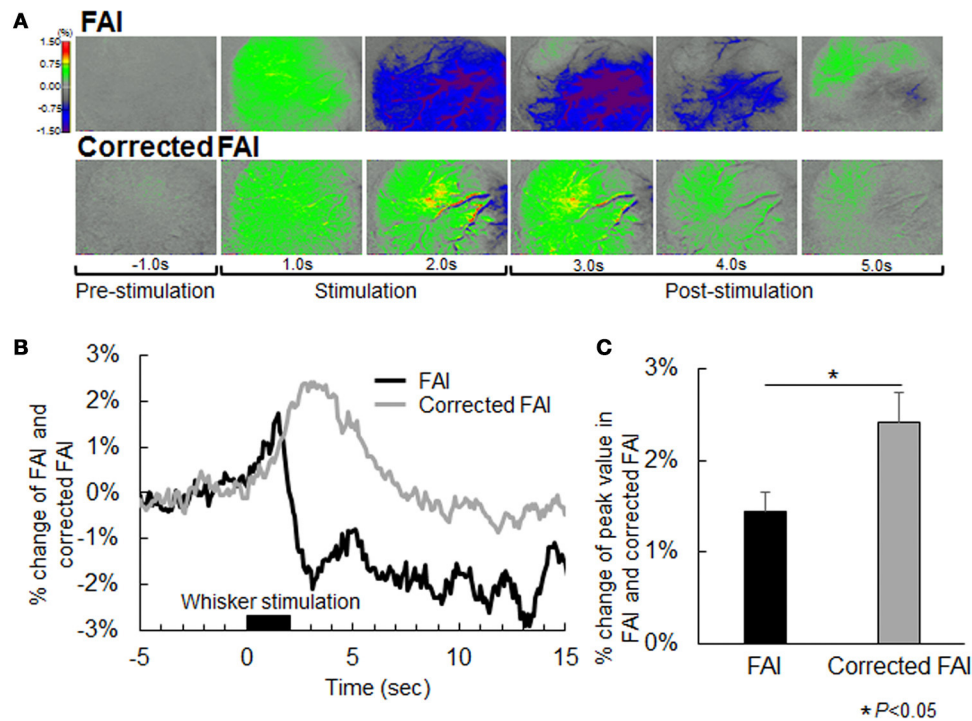 A
FAI
(%)
1.50
0.75
0
-0.75
-1.50
Corrected FAI
-1.0s
1.0s
2.0s
3.0s
4.0s
5.0s
Pre-stimulation
Stimulation
Post-stimulation
B
% change of FAI and
corrected FAI
3%
2%
1%
0%
-1%
-2%
-3%
FAI
Corrected FAI
Whisker stimulation
-5
0
5
10
15
Time (sec)
C
% change of peak value in
FAI and corrected FAI
3%
2%
1%
0%
*
FAI
Corrected FAI
* P<0.05